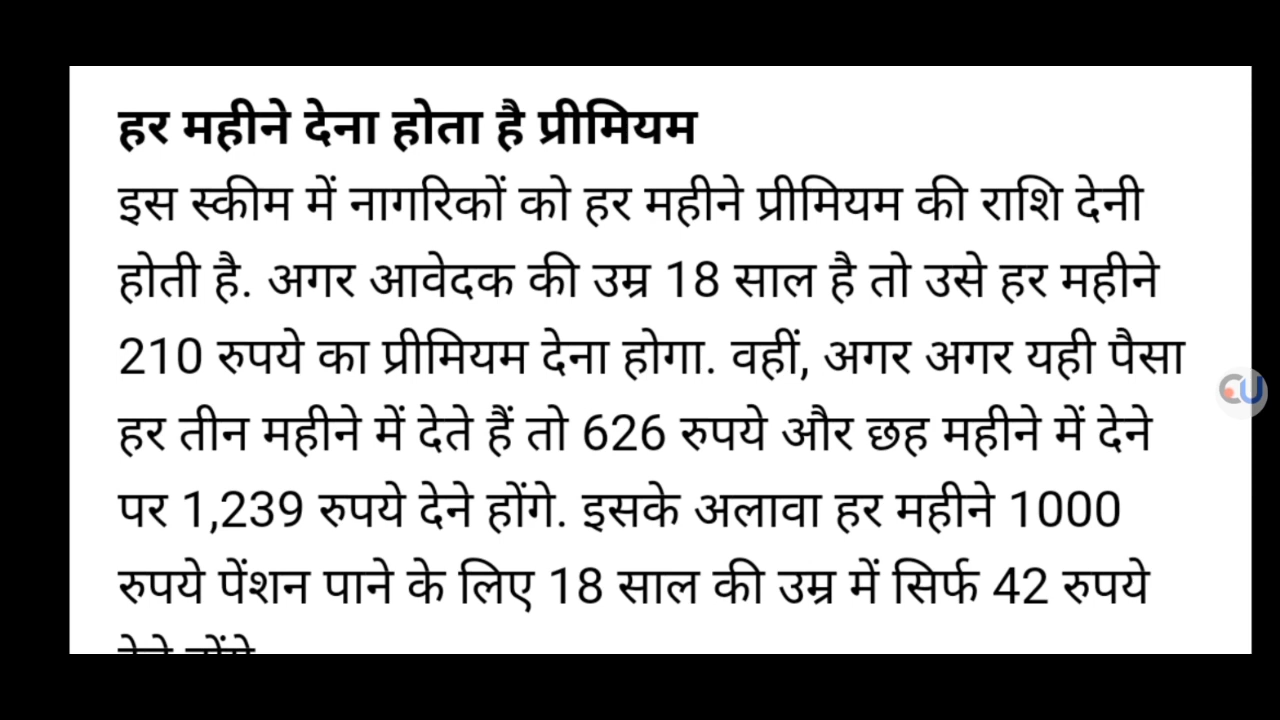 हर महीने देना होता है प्रीमियम
इस स्कीम में नागरिकों को हर महीने प्रीमियम की राशि देनी
होती है. अगर आवेदक की उम्र 18 साल है तो उसे हर महीने
210 रुपये का प्रीमियम देना होगा. वहीं, अगर अगर यही पैसा
हर तीन महीने में देते हैं तो 626 रुपये और छह महीने में देने
पर 1,239 रुपये देने होंगे. इसके अलावा हर महीने 1000
रुपये पेंशन पाने के लिए 18 साल की उम्र में सिर्फ 42 रुपये
CU